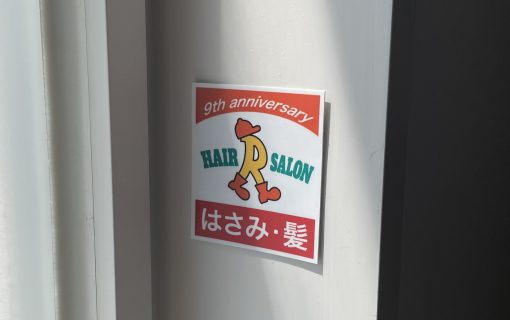 9th anniversary
HAIR R SALON
はさみ・髪